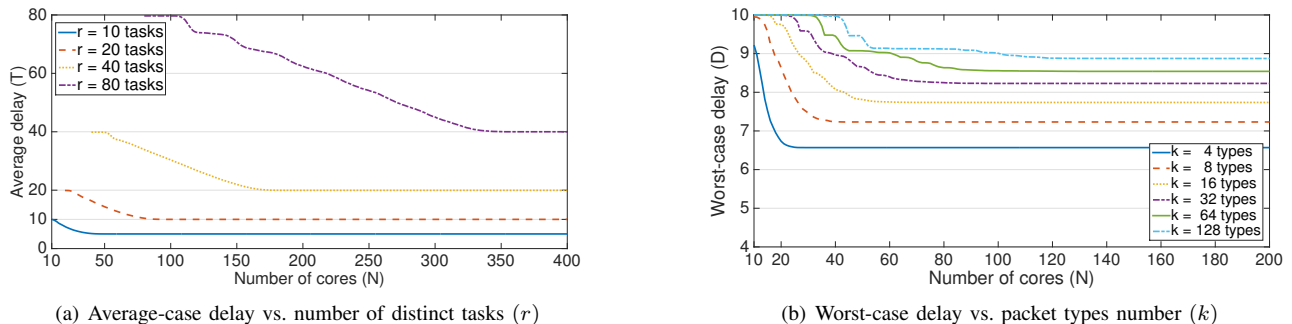 80
60
40
20
10
0
Average delay (T)
r = 10 tasks
r = 20 tasks
r = 40 tasks
r = 80 tasks
10 50 100 150 200 250 300 350 400
Number of cores (N)
(a) Average-case delay vs. number of distinct tasks (r)
10
9
8
7
6
5
4
Worst-case delay (D)
k = 4 types
k = 8 types
k = 16 types
k = 32 types
k = 64 types
k = 128 types
10 20 40 60 80 100 120 140 160 180 200
Number of cores (N)
(b) Worst-case delay vs. packet types number (k)